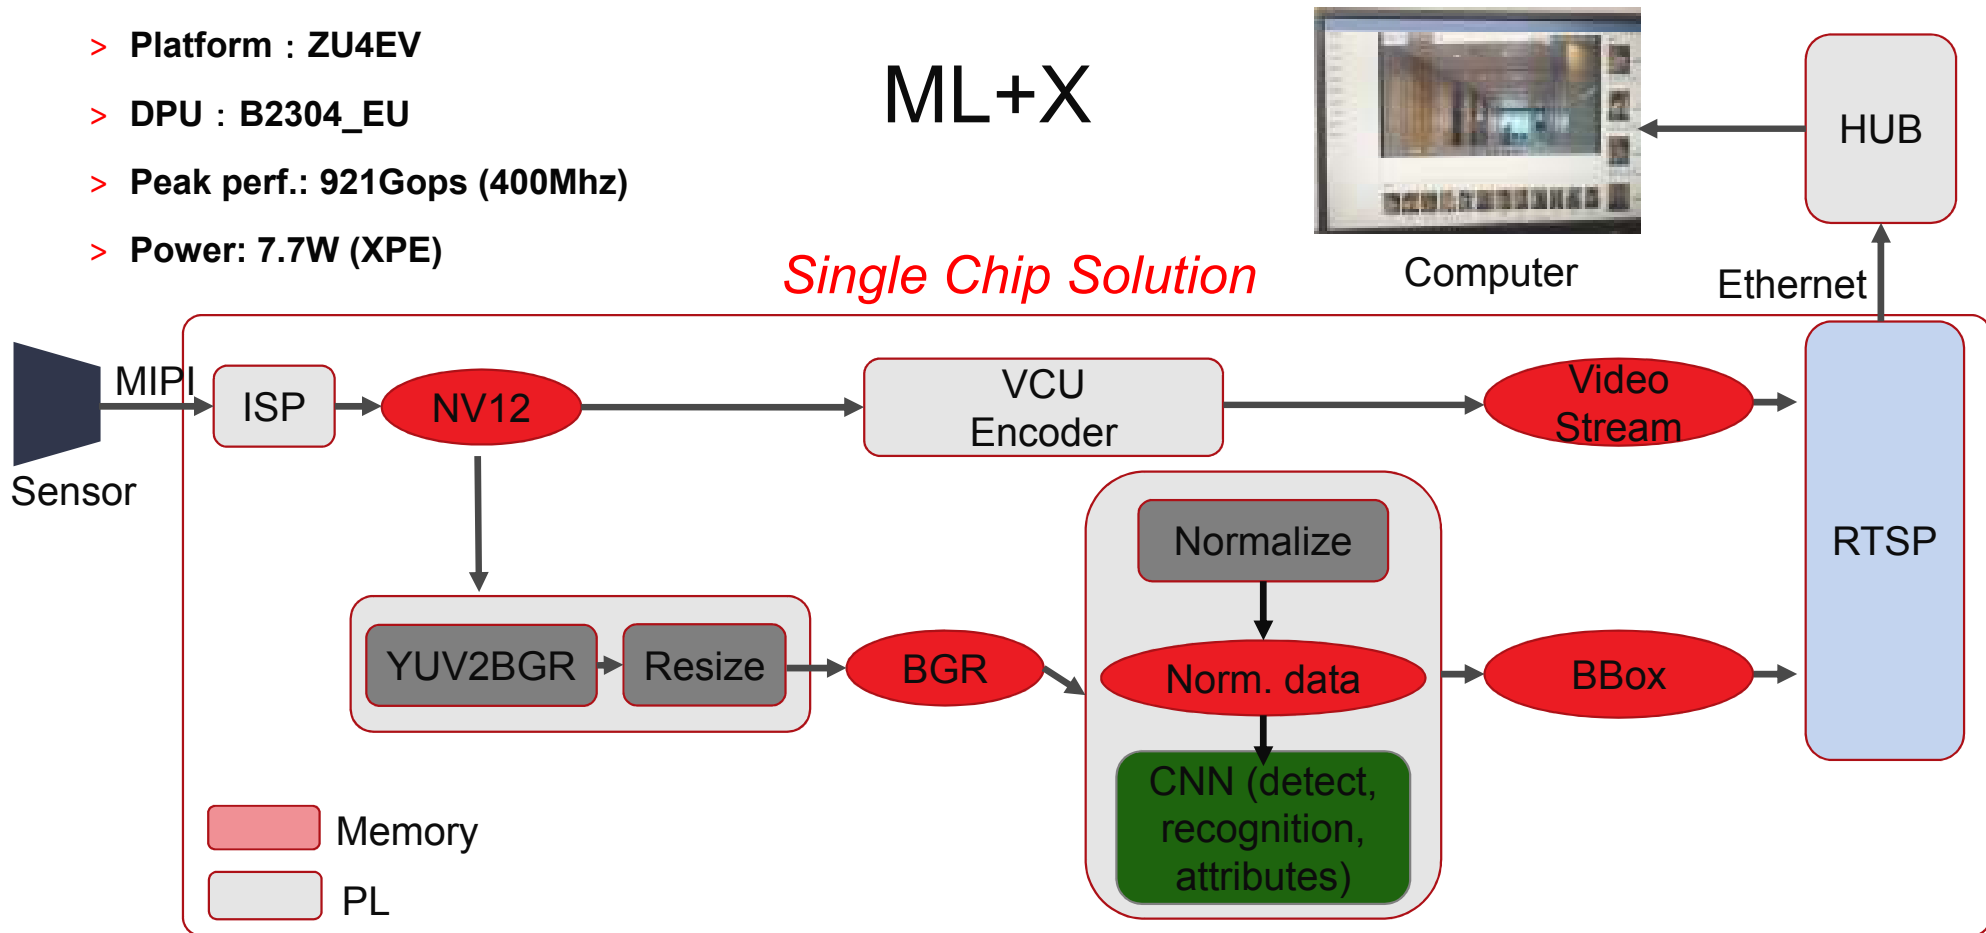 > Platform：ZU4EV
> DPU：B2304_EU
> Peak perf.: 921Gops (400Mhz)
> Power: 7.7W (XPE)
ML+X
Single Chip Solution
Computer
HUB
Ethernet
Sensor
MIPI
ISP
NV12
VCU
Encoder
Video
Stream
RTSP
YUV2BGR
Resize
BGR
Normalize
Norm. data
CNN (detect,
recognition,
attributes)
BBox
Memory
PL